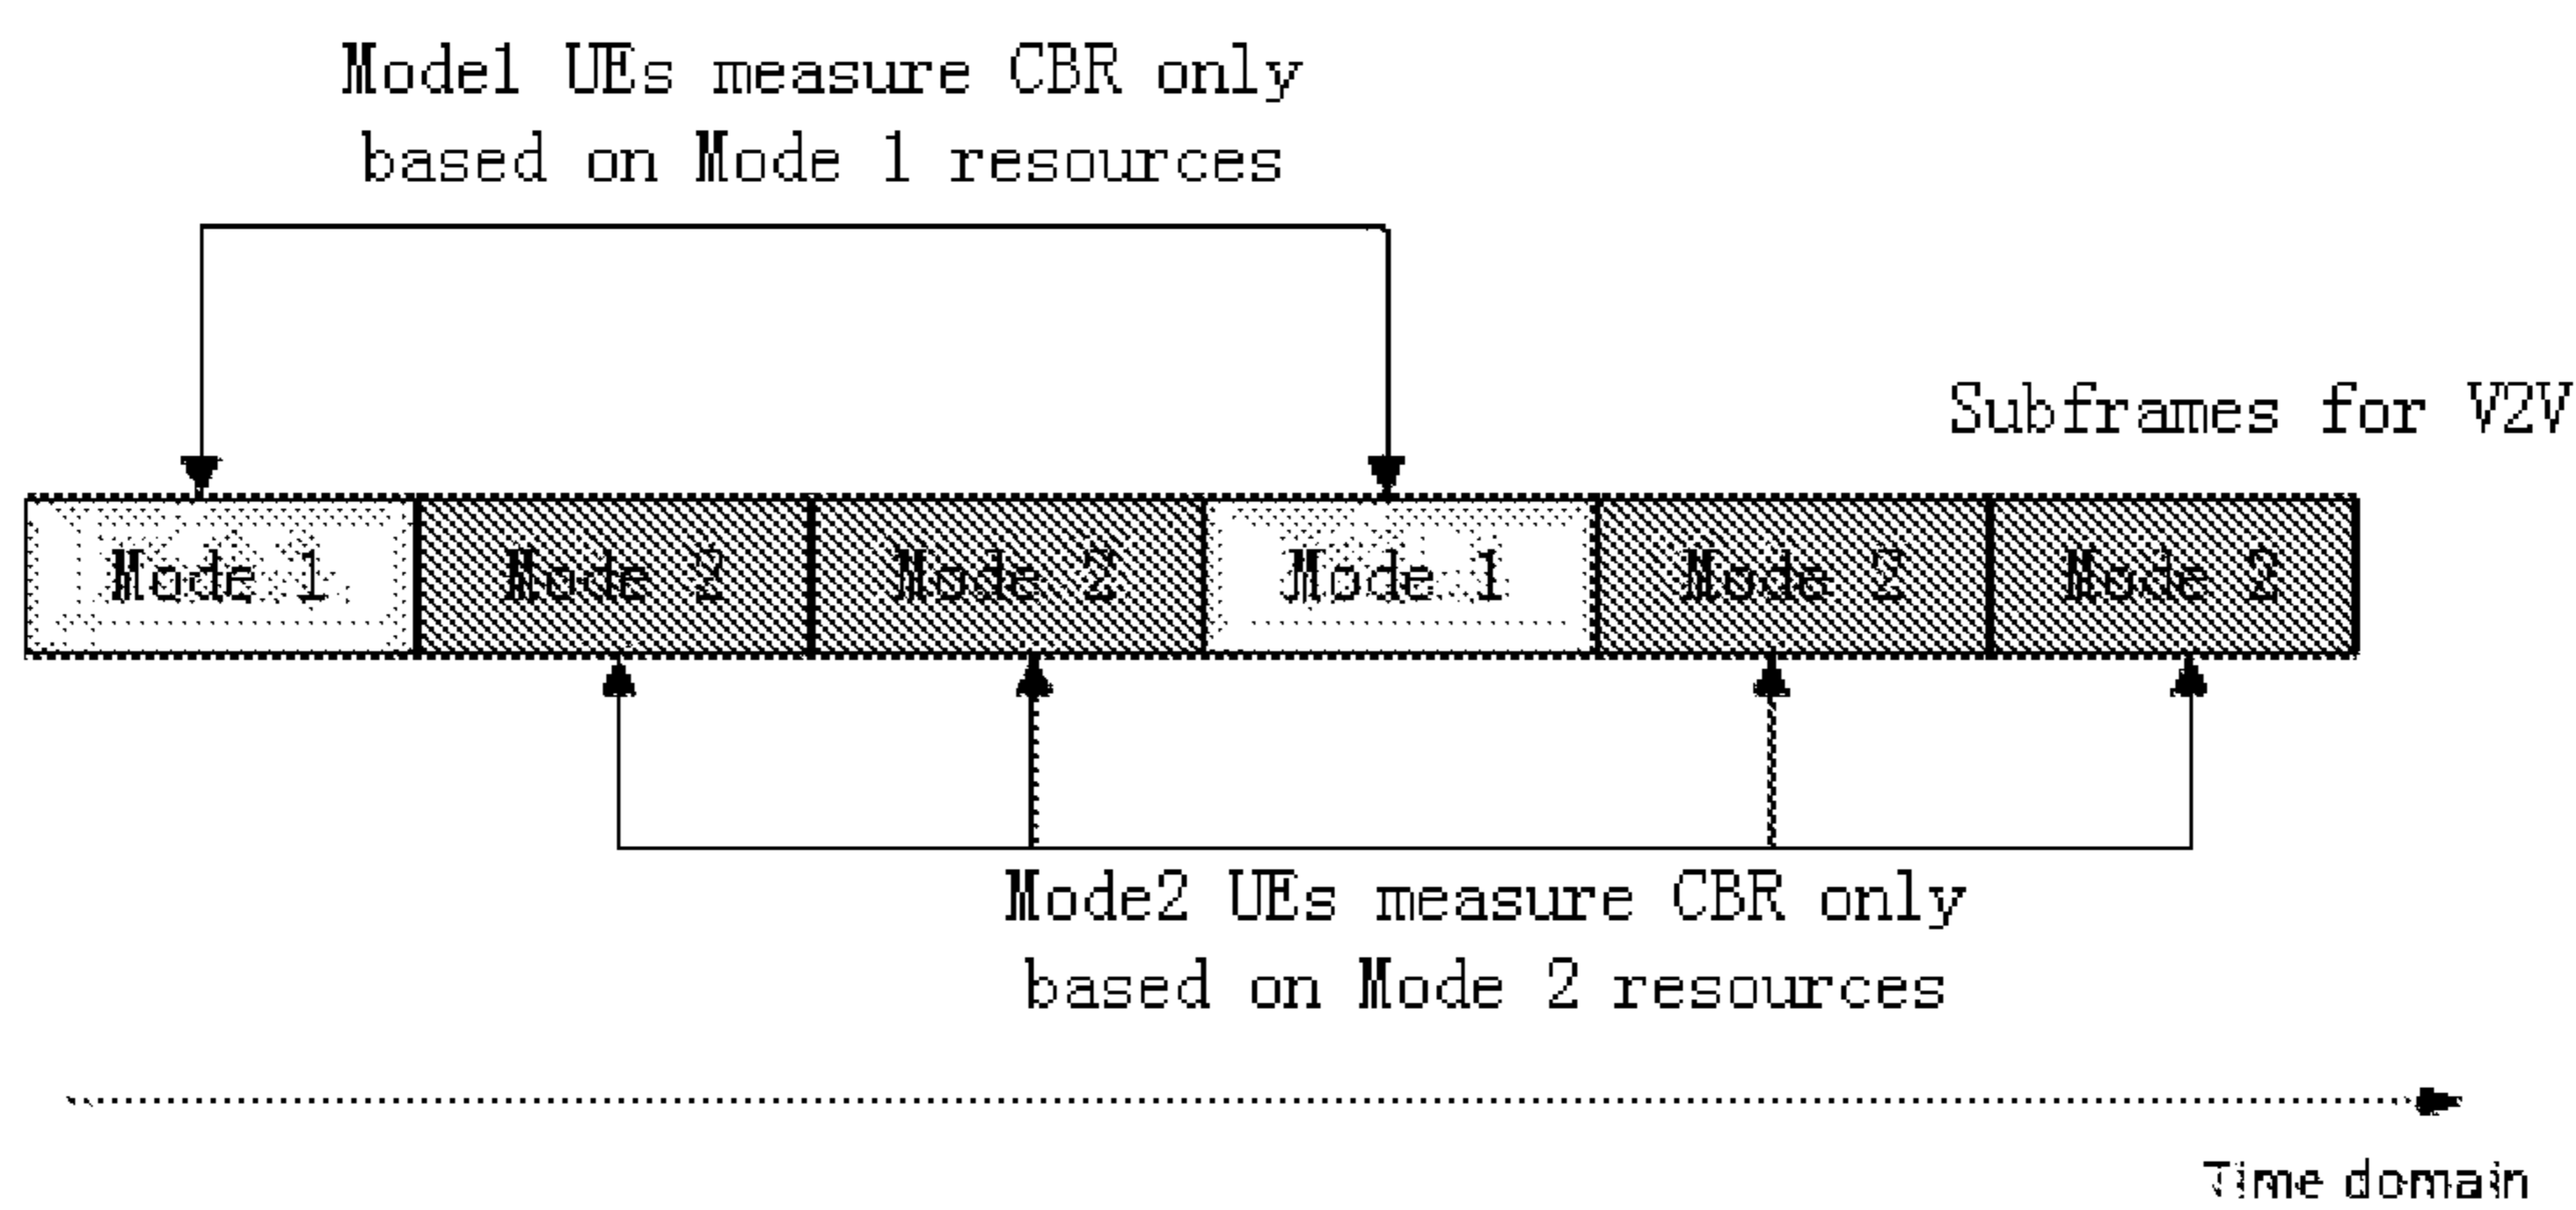 Mode1 UEs measure CBR only
based on Mode 1 resources
Subframes for V2V
Mode 1 Mode 2 Mode 2 Mode 1 Mode 2 Mode 2
Mode2 UEs measure CBR only
based on Mode 2 resources
Time domain